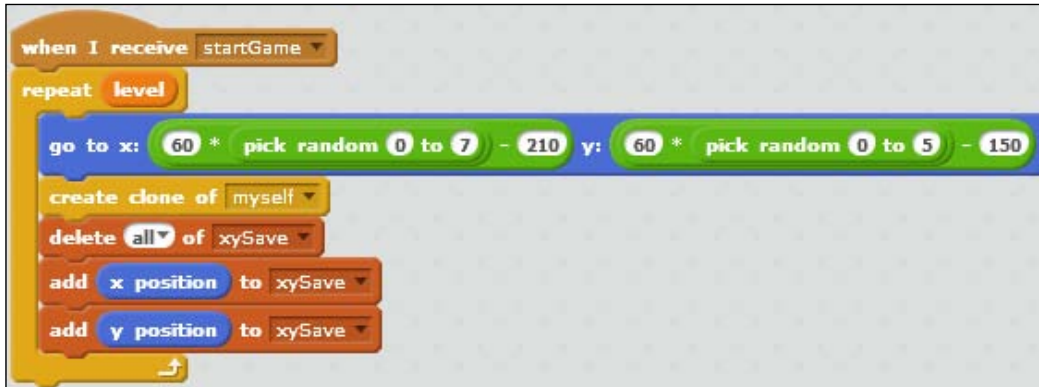 when I receive startGame
repeat level
go to x: 60 * pick random 0 to 7 - 210 y: 60 * pick random 0 to 5 - 150
create clone of myself
delete all of xySave
add x position to xySave
add y position to xySave